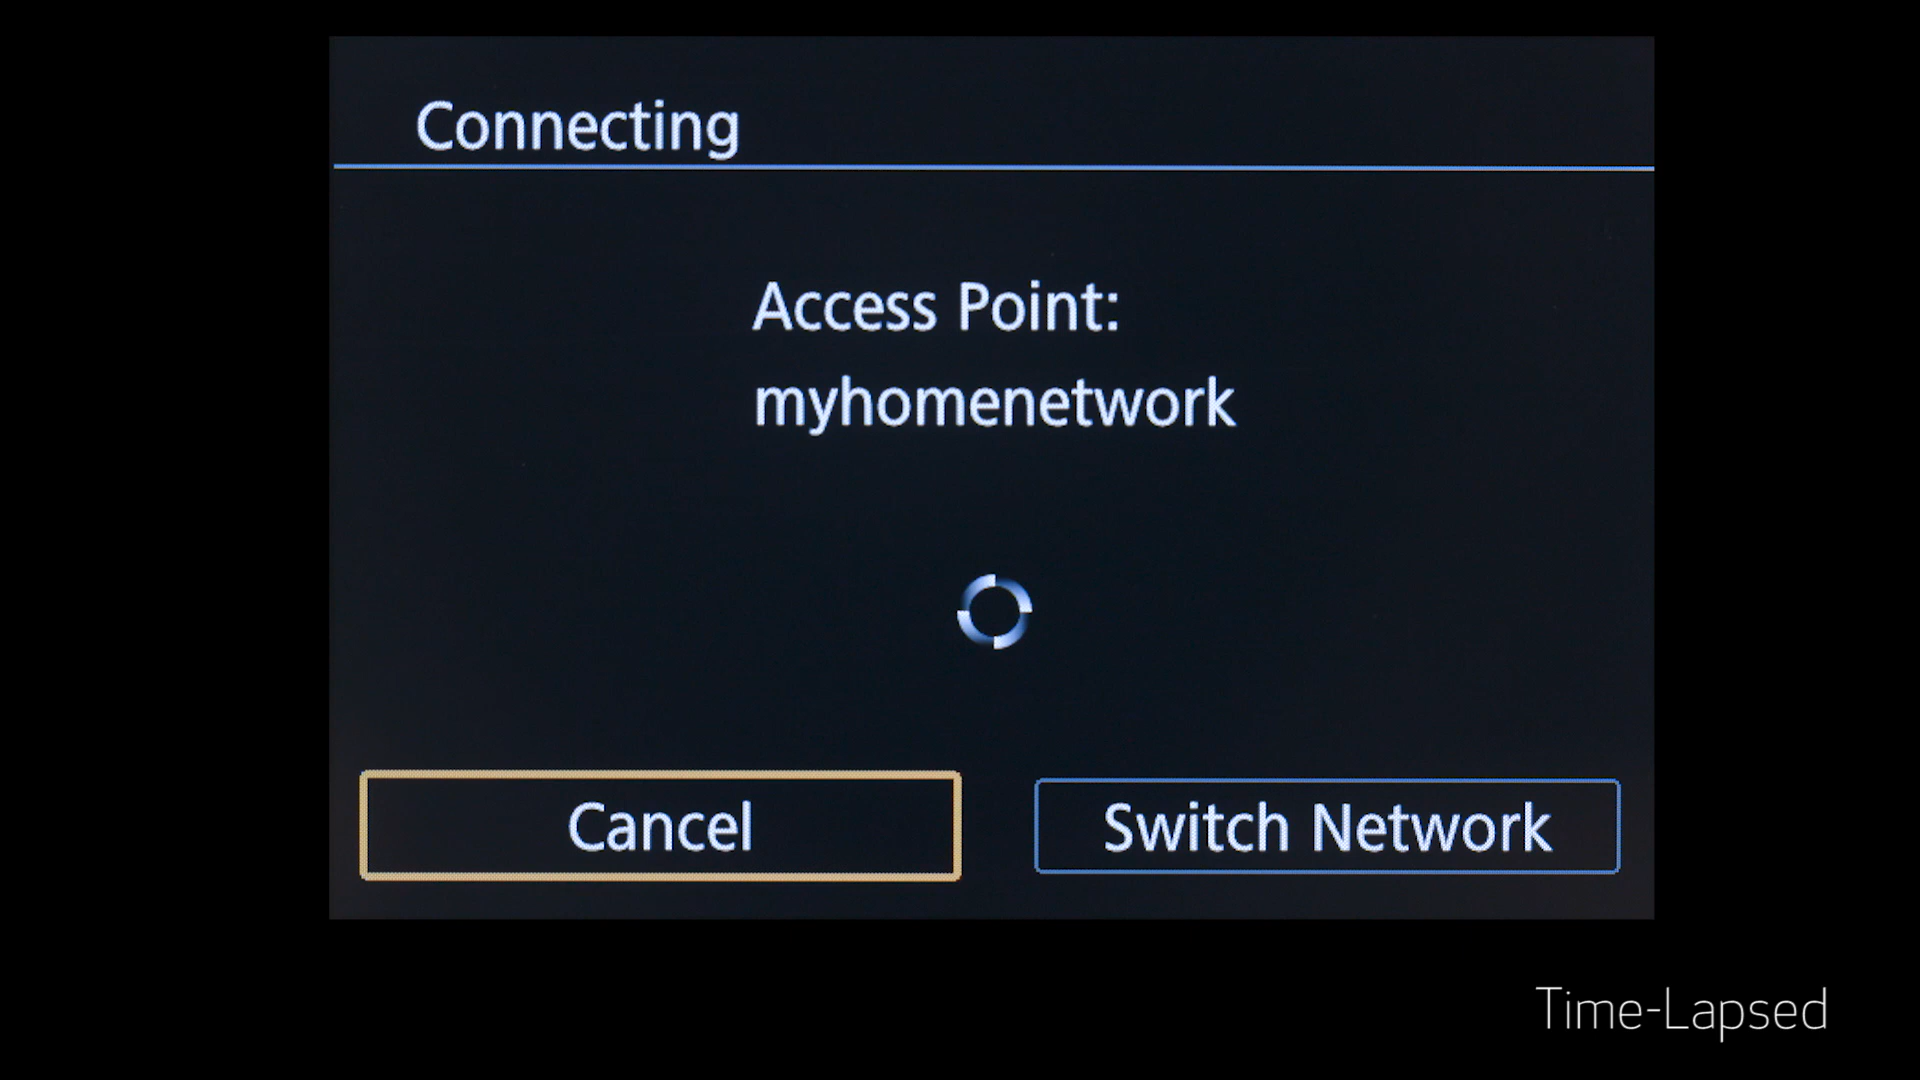 Connecting
Access Point:
myhomenetwork
Cancel
Switch Network
Time-Lapsed